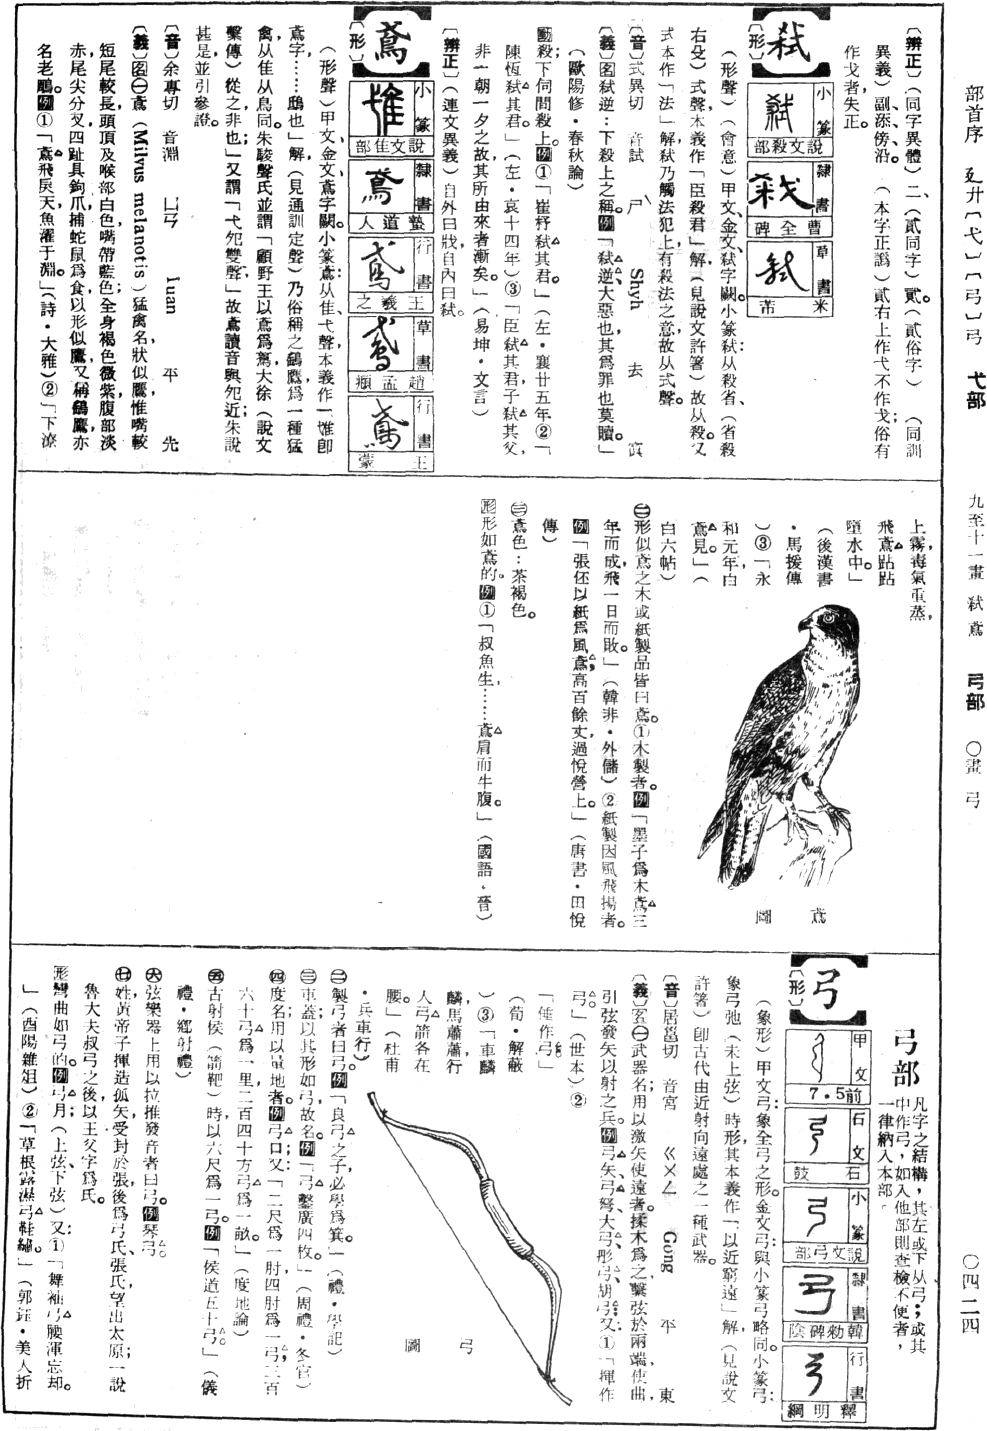 部首序　廴廾〔弋〕〔弓〕弓　弋部　九至十一畫　弒鳶　弓部　〇畫　弓　〇四二四
〔辨正〕（同字異體）二、（貳同字）貳。（貳俗字）（同訓
異義）副添傍、沿。（本字正譌）貳右上作弋不作戈；俗有
作戈者失正。
弒
〔形〕
小篆　說文殺部
隸書　曹全碑
草書　米芾
（形聲）（會意）甲文、金文弒字闕。小篆弒：从殺省（省殺
右殳）式聲，本義作「臣殺君」解（見說文許箸）故从殺。又
式本作「法」解，弒乃觸法犯上有殺法之意，故从式聲。
〔音〕式異切　音試　ㄕ　Shyh　去　寘
〔義〕名弒逆：下殺上之稱。例「弒逆大惡也，其爲罪也莫贖。」
（歐陽修・春秋論）
動殺；下伺間殺上。例①「崔杼弒其君。」（左・襄廿五年②「
陳恆弒其君。」（左・哀十四年）③「臣弒其君，子弒其父，
非一朝一夕之故，其所由來者漸矣。」（易坤・文言）
〔辨正〕（連文異義）自外曰戕，自內曰弒。
鳶
〔形〕
小篆　說文隹部
隸書　蟄道人
行書　王羲之
草書　趙孟頫
行書　王蒙
（形聲）甲文、金文鳶字闕。小篆鳶：从隹，弋聲，本義作「䧹卽
鳶字……鴟也」解（見通訓定聲）乃俗稱之鷂鷹，爲一種猛
禽，从隹从鳥同。朱駿聲氏並謂「顧野王以鳶爲鴽，大徐（說文
繫傳）從之，非也」；又謂「弋夗雙聲」故鳶讀音與夗近；朱說
甚是，並引參證。
〔音〕余專切　音淵　ㄩㄢ　Iuan　平　先
〔義〕名㊀鳶（Milvus melanotis）猛禽名，狀似鷹，惟嘴較
短，尾較長，頭頂及喉部白色，嘴帶藍色；全身褐色，微紫，腹部淡
赤，尾尖分叉，四趾具鉤爪，捕蛇鼠爲食，以形似鷹，又稱鷂鷹，亦
名老鵰。例①「鳶飛戾天，魚躍于淵。」（詩・大雅）②「下潦
上霧，毒氣重蒸，
飛鳶跕跕
墮水中。」
（後漢書
・馬援傳
）③「永
和元年，白
鳶見。」（
白六帖）
鳶圖
㊁形似鳶之木或紙製品皆曰鳶。①木製者。例「墨子爲木鳶，三
年而成，飛一日而敗。」（韓非・外儲）②紙製，因風飛揚者。
例「張伾以紙爲風鳶，高百餘丈，過悅營上。」（唐書・田悅
傳）
㊂鳶色：茶褐色。
形形如鳶的。例①「叔魚生……鳶肩而牛腹。」（國語・晉）
弓部
凡字之結構，其左或下从弓；或其
中作弓，如入他部則查檢不便者，
一律納入本部。
弓
〔形〕
甲文　前7・5
石文　石鼓
小篆　說文弓部
隸書　韓勑碑陰
行書　釋明綱
（象形）甲文弓：象全弓之形。金文弓：與小篆弓略同。小篆弓：
象弓弛（未上弦）時形，其本義作「以近窮遠」解（見說文
許箸）卽古代由近射向遠處之一種武器。
〔音〕居邕切　音宮　ㄍㄨㄥ　Gong　平　東
〔義〕名㊀武器名，用以激矢使遠者；揉木爲之，繫弦於兩端，使曲，
引弦發矢以射之兵。例弓矢、弓弩、大弓、彤弓、胡弓；又①「揮作
弓。」（世本）②
「倕作弓」
（荀・解蔽
）③「車轔
轔，馬蕭蕭，行
人弓箭各在
腰。」（杜甫
・兵車行）
弓圖
㊁製弓者曰弓。例「良弓之子，必學爲箕。」（禮・學記）
㊂車蓋以其形如弓，故名。例「弓鑿廣四枚。」（周禮・冬官）
㊃度名，用以量地者。例弓口；又「二尺爲一肘，四肘爲一弓；三百
六十弓爲一里；二百四十方弓爲一畝。」（度地論）
㊄古射侯（箭靶）時，以六尺爲一弓。例「侯道五十弓。」（儀
禮・鄉射禮）
㊅弦樂器上用以拉推發音者曰弓。例琴弓。
㊆姓，黃帝子揮造弧矢，受封於張，後爲弓氏、張氏，望出太原；一說
魯大夫叔弓之後，以王父字爲氏。
形彎曲如弓的。例弓月；（上弦、下弦）又：①「舞袖弓腰渾忘却。
」（酉陽雜俎）②「草根露濕弓鞋繡。」（郭鈺・美人折